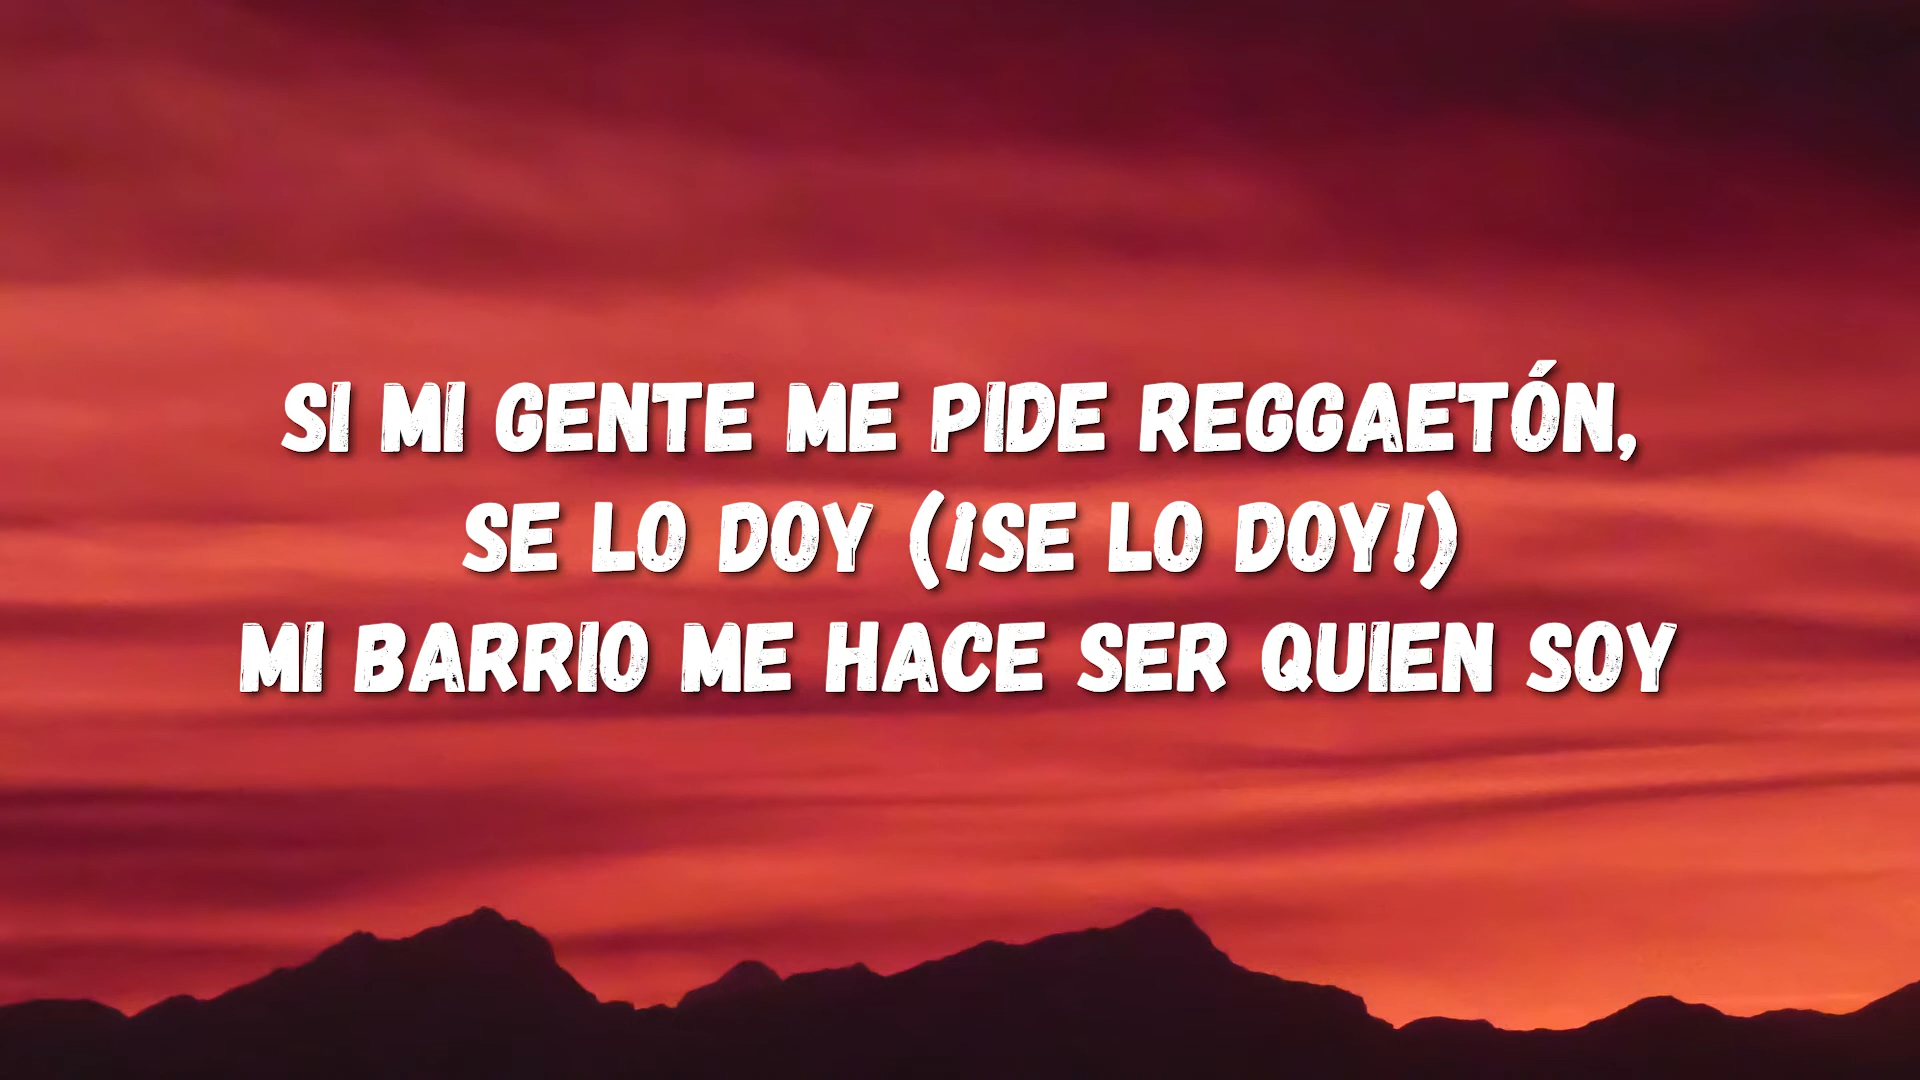 SI MI GENTE ME PIDE REGGAETÓN,
SE LO DOY (¡SE LO DOY!)
MI BARRIO ME HACE SER QUIEN SOY